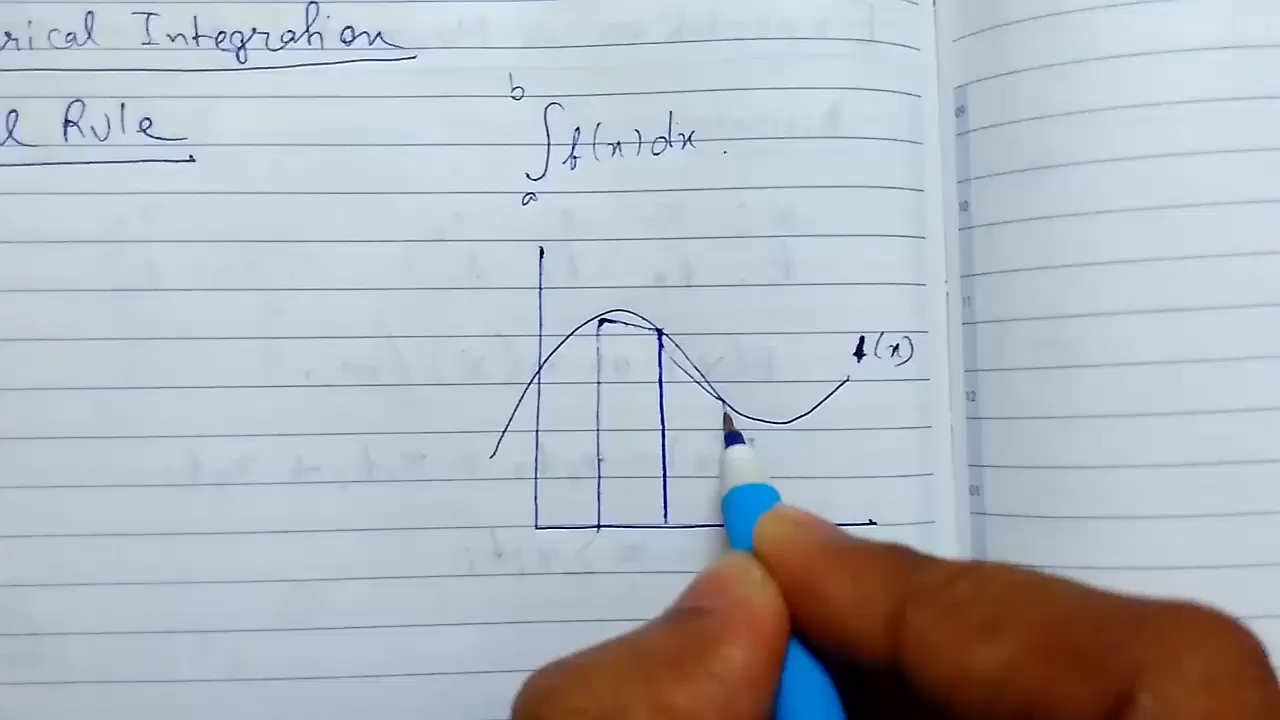 rical Integration
l Rule
b
∫f(x)dx.
a
f(x)